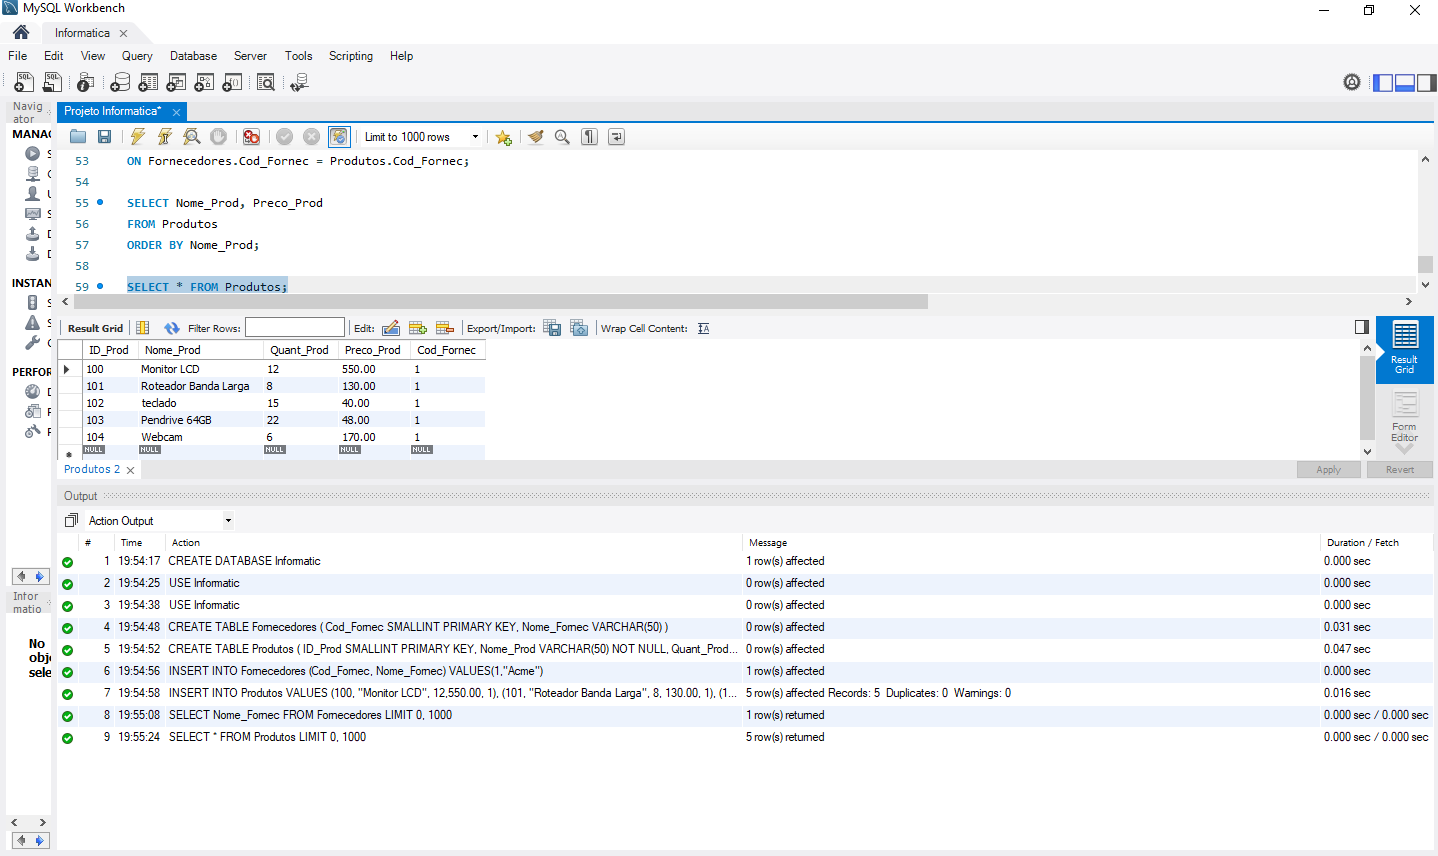 MySQL Workbench
Informatica
File Edit View Query Database Server Tools Scripting Help
Navig
ator
Projeto Informatica*
MANAG
Limit to 1000 rows
53 ON Fornecedores.Cod_Fornec = Produtos.Cod_Fornec;
54
55 SELECT Nome_Prod, Preco_Prod
56 FROM Produtos
57 ORDER BY Nome_Prod;
58
59 SELECT * FROM Produtos;
INSTAN
PERFO
Result Grid Filter Rows: Edit: Export/Import: Wrap Cell Content:
ID_Prod Nome_Prod Quant_Prod Preco_Prod Cod_Fornec
100 Monitor LCD 12 550.00 1
101 Roteador Banda Larga 8 130.00 1
102 teclado 15 40.00 1
103 Pendrive 64GB 22 48.00 1
104 Webcam 6 170.00 1
NULL NULL NULL NULL NULL
Result
Grid
Form
Editor
Produtos 2 Apply Revert
Output
Action Output
# Time Action Message Duration / Fetch
1 19:54:17 CREATE DATABASE Informatic 1 row(s) affected 0.000 sec
2 19:54:25 USE Informatic 0 row(s) affected 0.000 sec
3 19:54:38 USE Informatic 0 row(s) affected 0.000 sec
4 19:54:48 CREATE TABLE Fornecedores ( Cod_Fornec SMALLINT PRIMARY KEY, Nome_Fornec VARCHAR(50) ) 0 row(s) affected 0.031 sec
5 19:54:52 CREATE TABLE Produtos ( ID_Prod SMALLINT PRIMARY KEY, Nome_Prod VARCHAR(50) NOT NULL, Quant_Prod... 0 row(s) affected 0.047 sec
6 19:54:56 INSERT INTO Fornecedores (Cod_Fornec, Nome_Fornec) VALUES(1,"Acme") 1 row(s) affected 0.000 sec
7 19:54:58 INSERT INTO Produtos VALUES (100, "Monitor LCD", 12,550.00, 1), (101, "Roteador Banda Larga", 8, 130.00, 1), (1... 5 row(s) affected Records: 5 Duplicates: 0 Warnings: 0 0.016 sec
8 19:55:08 SELECT Nome_Fornec FROM Fornecedores LIMIT 0, 1000 1 row(s) returned 0.000 sec / 0.000 sec
9 19:55:24 SELECT * FROM Produtos LIMIT 0, 1000 5 row(s) returned 0.000 sec / 0.000 sec
Infor
matio
No
obje
sele